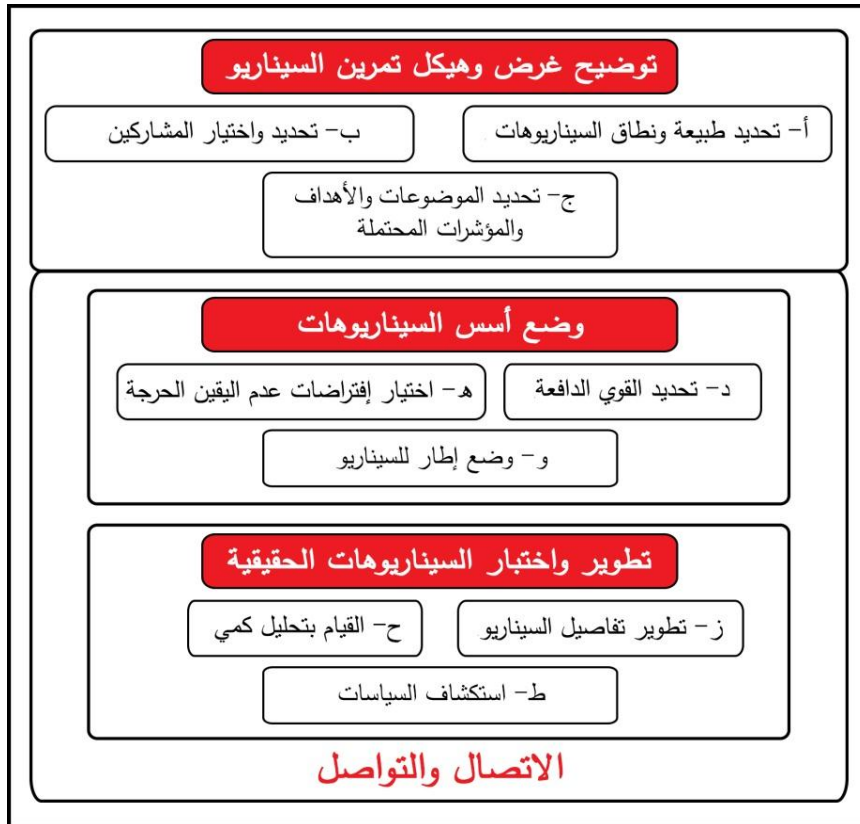 توضيح غرض وهيكل تمرين السيناريو
أ- تحديد طبيعة ونطاق السيناريوهات
ب- تحديد واختيار المشاركين
ج- تحديد الموضوعات والأهداف
والمؤشرات المحتملة
وضع أسس السيناريوهات
د- تحديد القوي الدافعة
ه- اختيار إفتراضات عدم اليقين الحرجة
و- وضع إطار للسيناريو
تطوير واختبار السيناريوهات الحقيقية
ز- تطوير تفاصيل السيناريو
ح- القيام بتحليل كمي
ط- استكشاف السياسات
الاتصال والتواصل